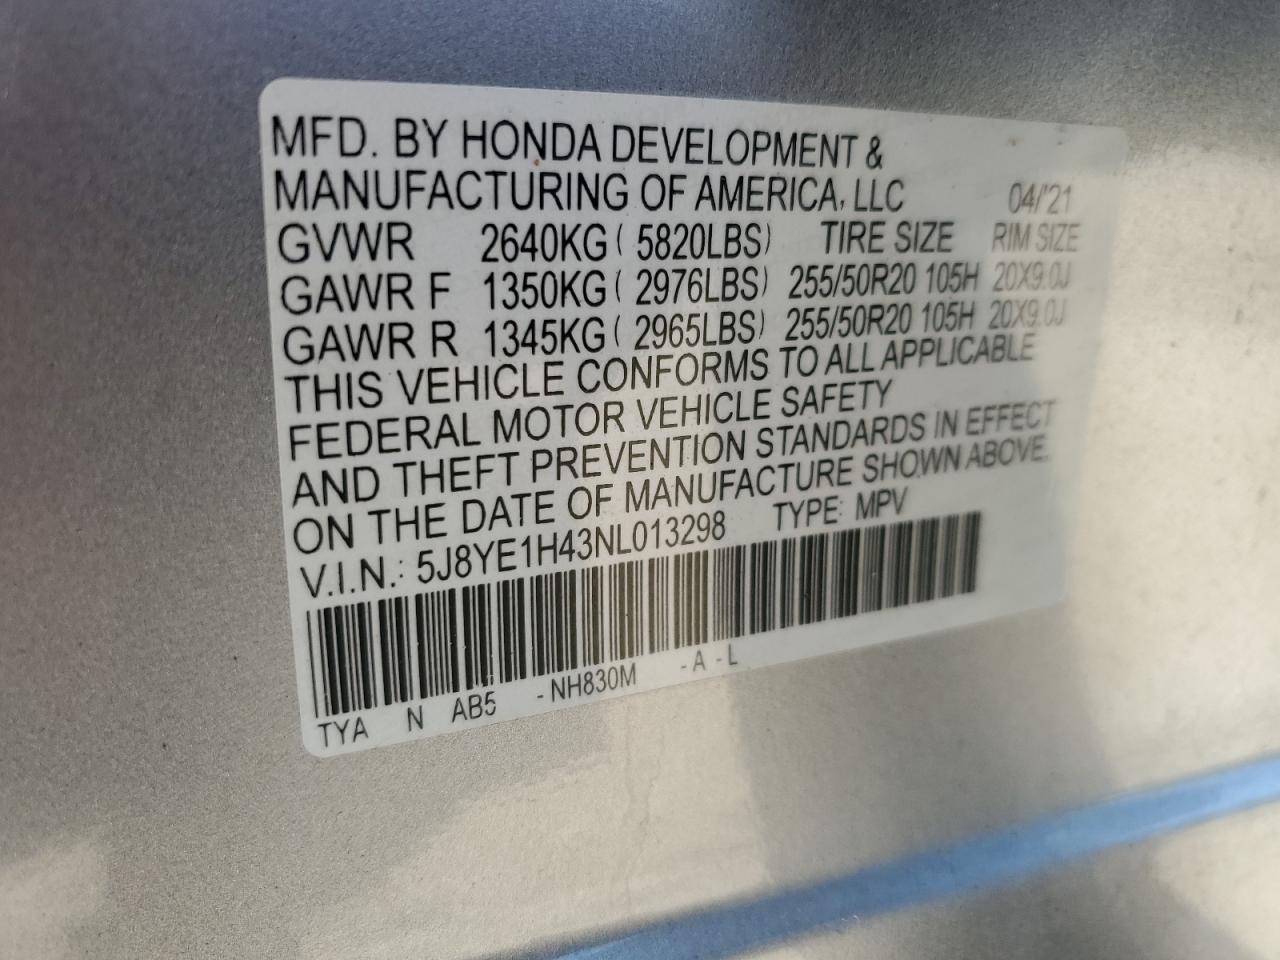 MFD. BY HONDA DEVELOPMENT &
MANUFACTURING OF AMERICA, LLC 04/'21
GVWR 2640KG ( 5820LBS) TIRE SIZE RIM SIZE
GAWR F 1350KG ( 2976LBS) 255/50R20 105H 20X9.0J
GAWR R 1345KG ( 2965LBS) 255/50R20 105H 20X9.0J
THIS VEHICLE CONFORMS TO ALL APPLICABLE
FEDERAL MOTOR VEHICLE SAFETY
AND THEFT PREVENTION STANDARDS IN EFFECT
ON THE DATE OF MANUFACTURE SHOWN ABOVE.
V.I.N.: 5J8YE1H43NL013298 TYPE: MPV
TYA N AB5 -NH830M -A -L